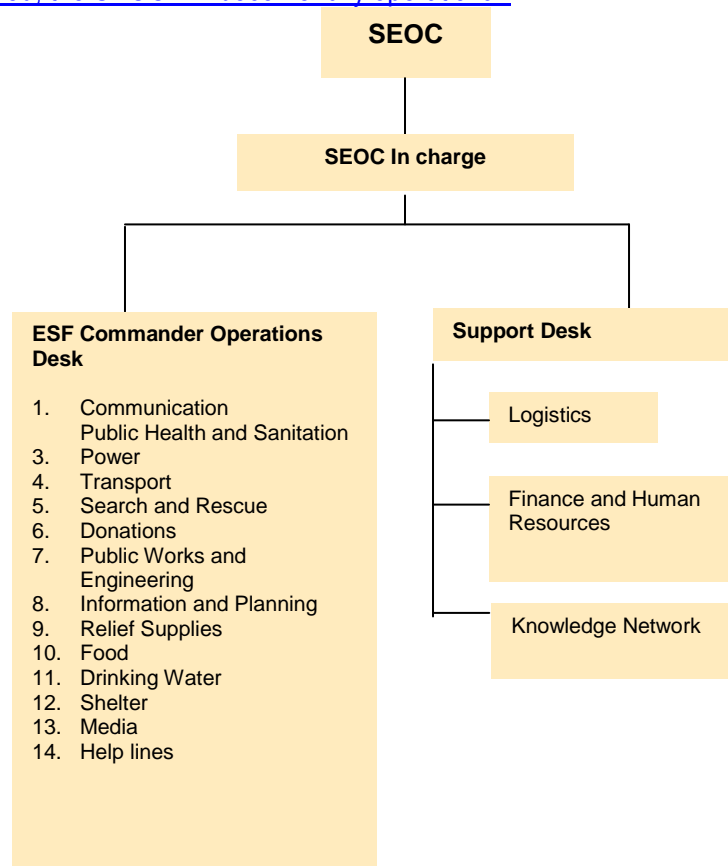 SEOC
SEOC In charge
ESF Commander Operations
Desk
1. Communication
Public Health and Sanitation
3. Power
4. Transport
5. Search and Rescue
6. Donations
7. Public Works and
Engineering
8. Information and Planning
9. Relief Supplies
10. Food
11. Drinking Water
12. Shelter
13. Media
14. Help lines
Support Desk
Logistics
Finance and Human
Resources
Knowledge Network